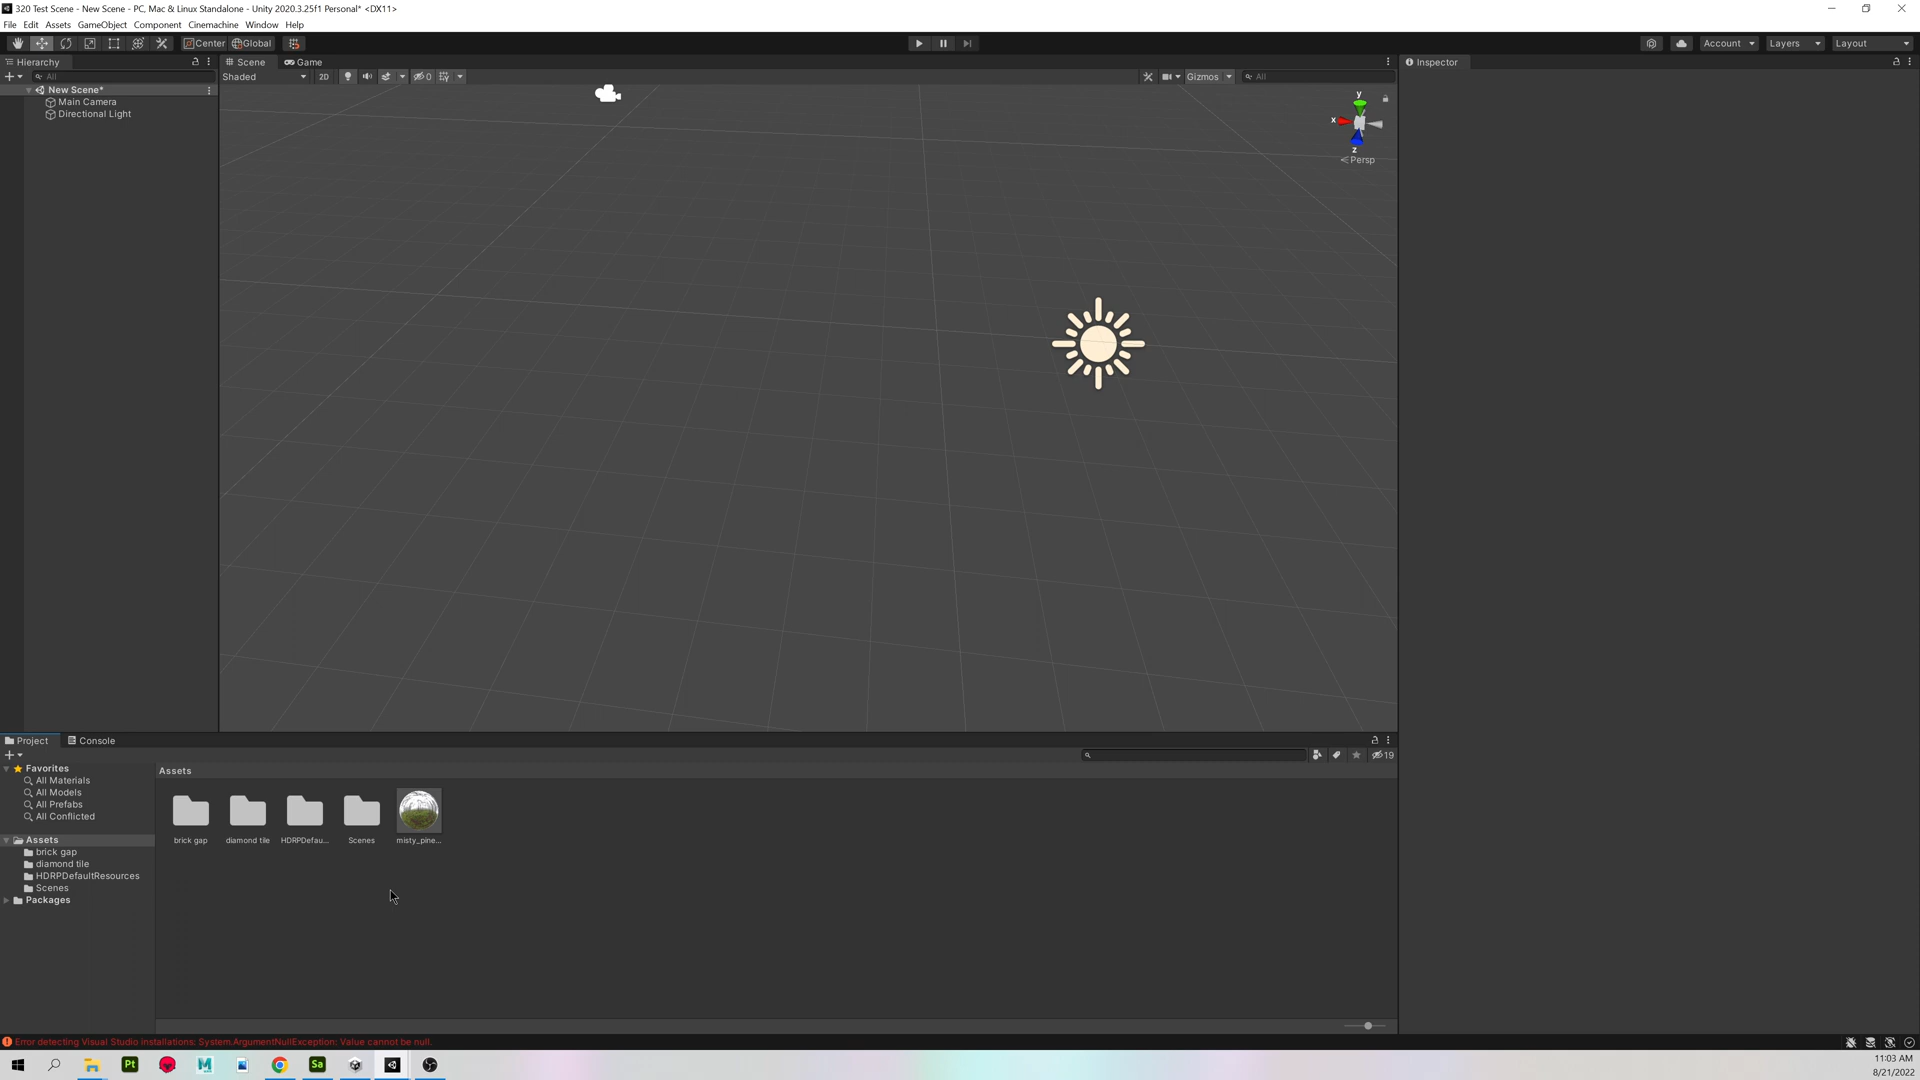 320 Test Scene - New Scene - PC, Mac & Linux Standalone - Unity 2020.3.25f1 Personal* <DX11>
File Edit Assets GameObject Component Cinemachine Window Help
Center Global Account Layers Layout
Hierarchy
All
New Scene*
Main Camera
Directional Light
Scene Game
Shaded 2D 0 Gizmos All
y
x
z
Persp
Inspector
Project Console
19
Favorites
All Materials
All Models
All Prefabs
All Conflicted
Assets
brick gap
diamond tile
HDRPDefaultResources
Scenes
Packages
Assets
brick gap diamond tile HDRPDefau... Scenes misty_pine...
Error detecting Visual Studio installations: System.ArgumentNullException: Value cannot be null.
Pt M Sa
11:03 AM
8/21/2022